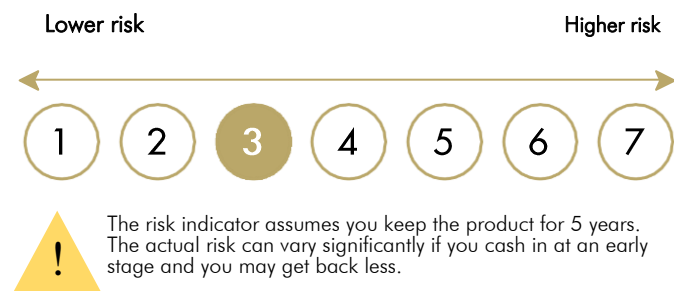 Lower risk Higher risk
1 2 3 4 5 6 7
!
The risk indicator assumes you keep the product for 5 years.
The actual risk can vary significantly if you cash in at an early
stage and you may get back less.